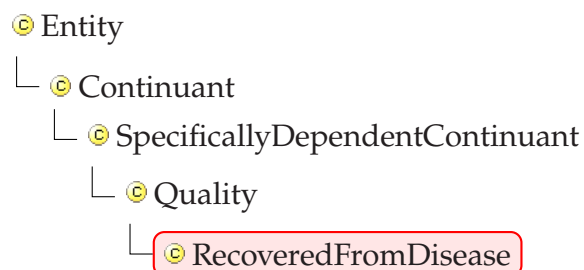 Entity
Continuant
SpecificallyDependentContinuant
Quality
RecoveredFromDisease